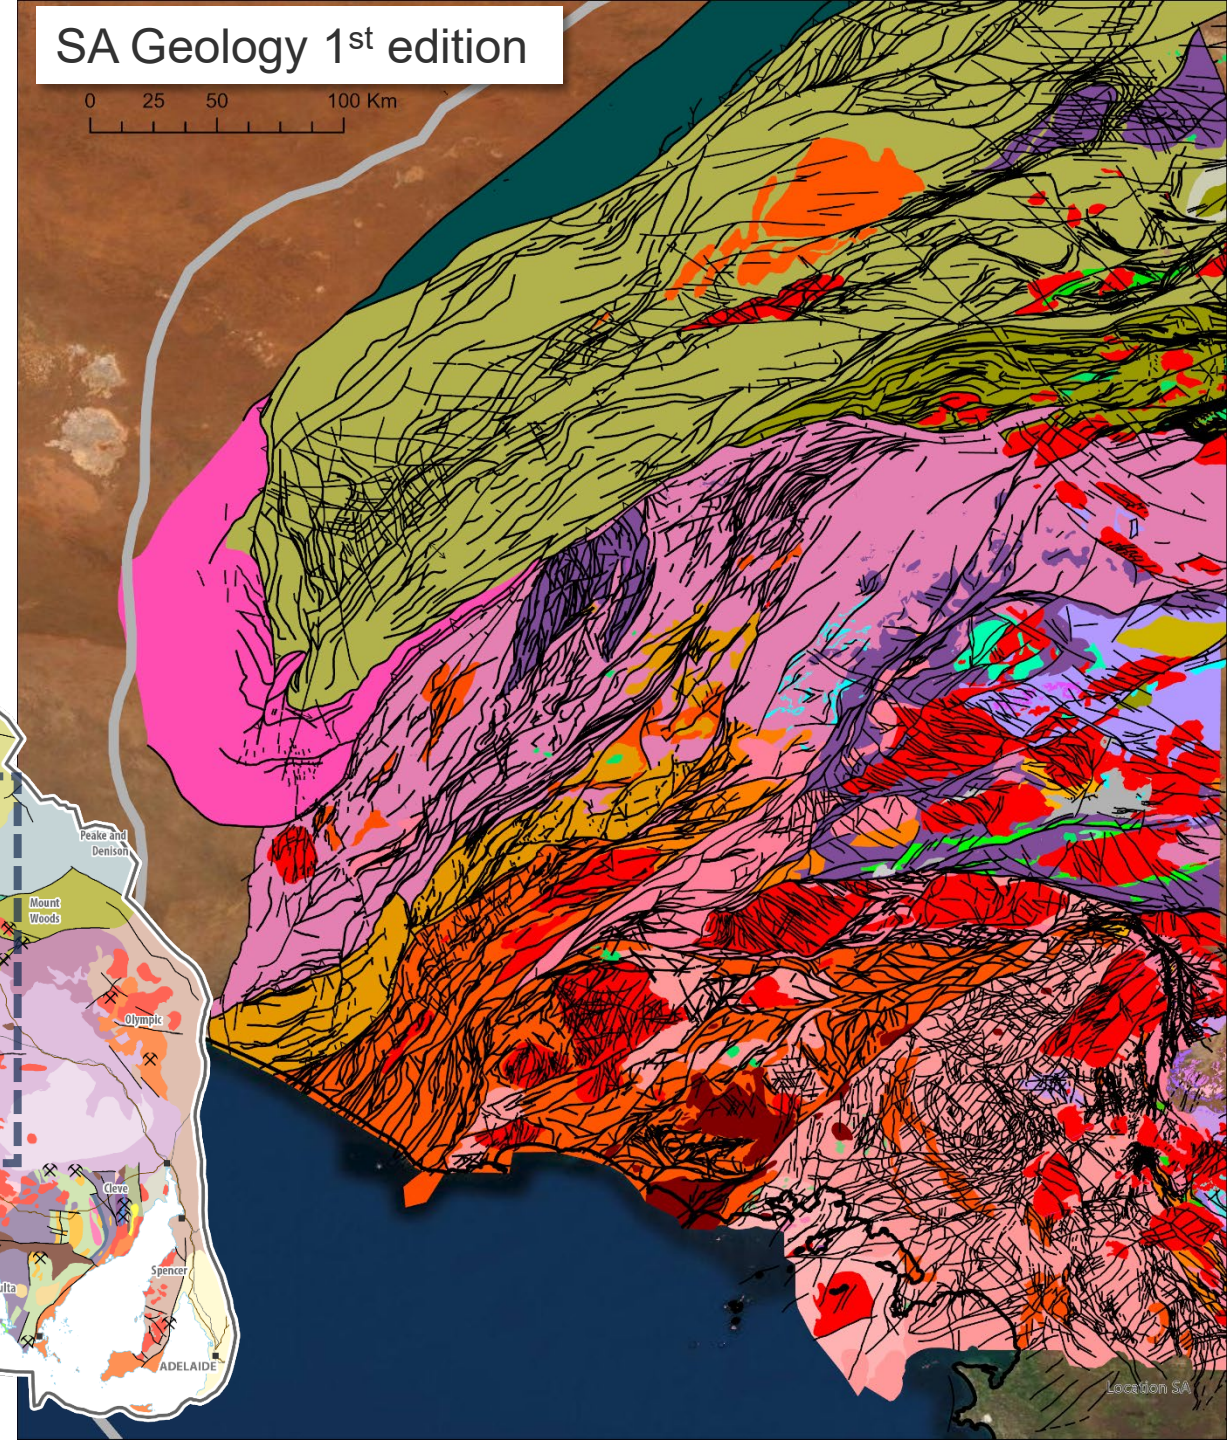 SA Geology 1st edition
0 25 50 100 Km
Peake and
Denison
Mount
Woods
Olympic
Cleve
ulta
Spencer
ADELAIDE
Location SA